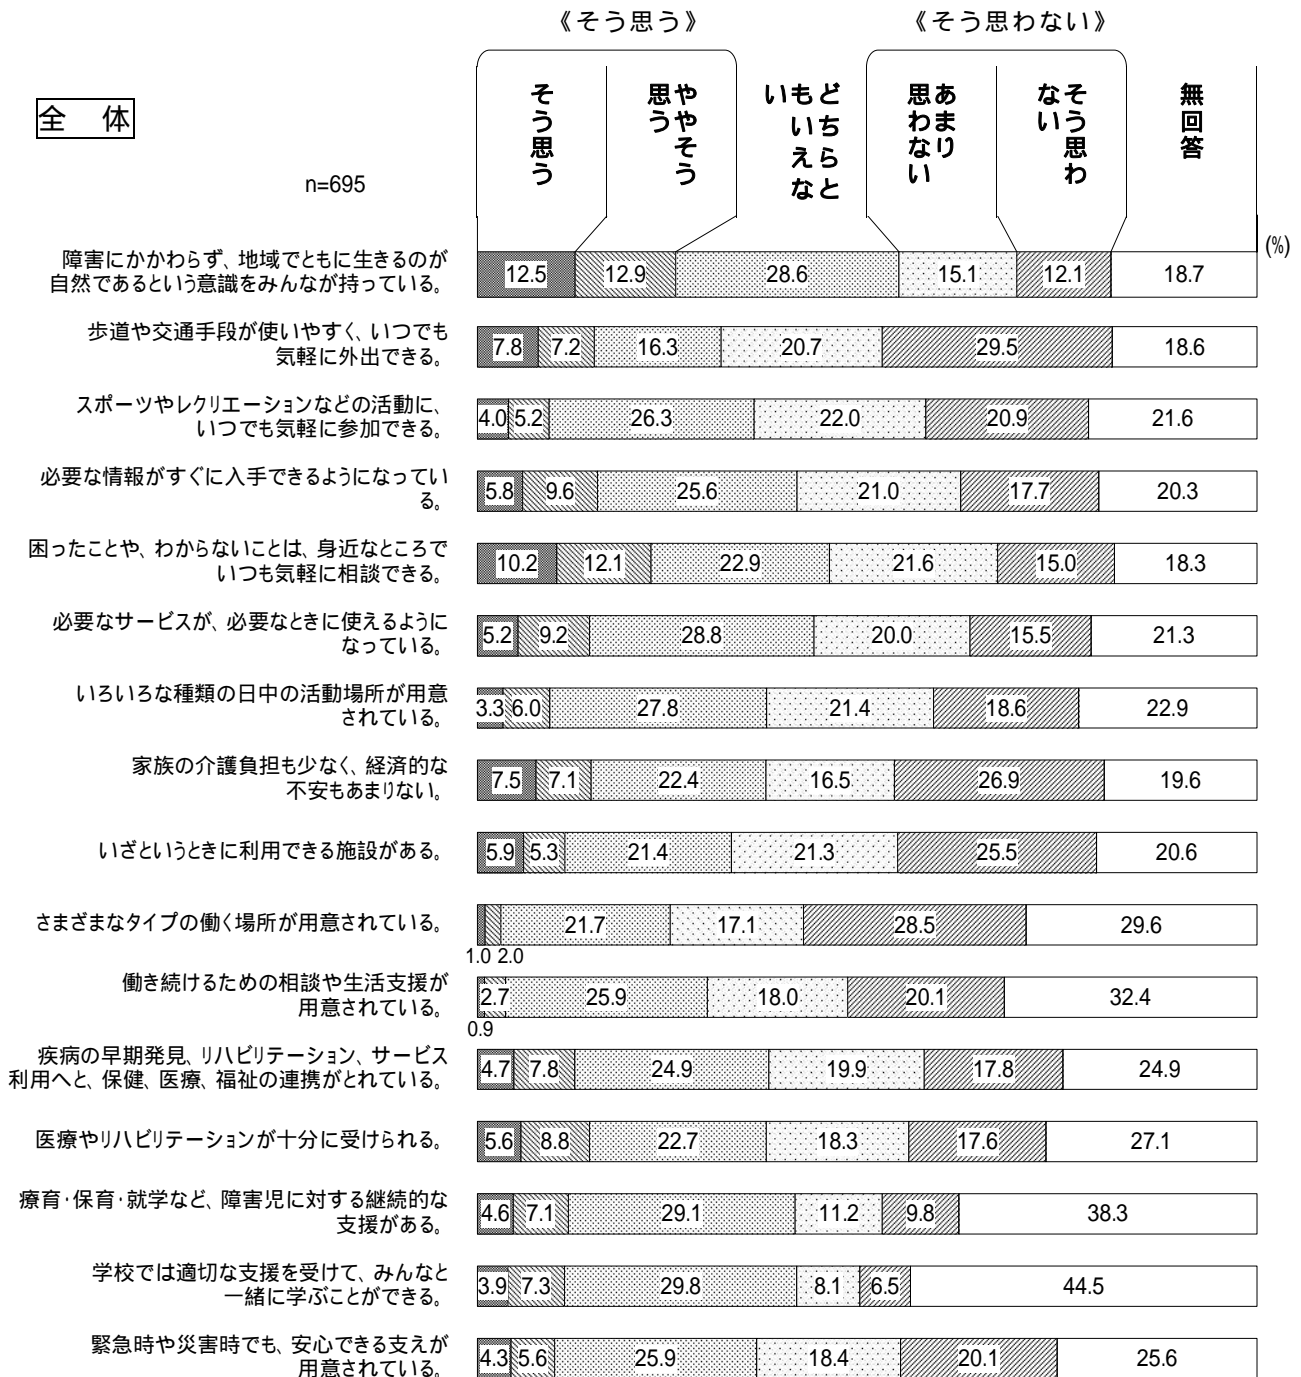 《そう思う》
《そう思わない》
全　体
n=695
そう思う
ややそう思う
どちらともいえない
あまり思わない
そう思わない
無回答
(%)
障害にかかわらず、地域でともに生きるのが
自然であるという意識をみんなが持っている。
12.5 12.9 28.6 15.1 12.1 18.7
歩道や交通手段が使いやすく、いつでも
気軽に外出できる。
7.8 7.2 16.3 20.7 29.5 18.6
スポーツやレクリエーションなどの活動に、
いつでも気軽に参加できる。
4.0 5.2 26.3 22.0 20.9 21.6
必要な情報がすぐに入手できるようになってい
る。
5.8 9.6 25.6 21.0 17.7 20.3
困ったことや、わからないことは、身近なところで
いつも気軽に相談できる。
10.2 12.1 22.9 21.6 15.0 18.3
必要なサービスが、必要なときに使えるように
なっている。
5.2 9.2 28.8 20.0 15.5 21.3
いろいろな種類の日中の活動場所が用意
されている。
3.3 6.0 27.8 21.4 18.6 22.9
家族の介護負担も少なく、経済的な
不安もあまりない。
7.5 7.1 22.4 16.5 26.9 19.6
いざというときに利用できる施設がある。
5.9 5.3 21.4 21.3 25.5 20.6
さまざまなタイプの働く場所が用意されている。
21.7 17.1 28.5 29.6
1.0 2.0
働き続けるための相談や生活支援が
用意されている。
2.7 25.9 18.0 20.1 32.4
0.9
疾病の早期発見、リハビリテーション、サービス
利用へと、保健、医療、福祉の連携がとれている。
4.7 7.8 24.9 19.9 17.8 24.9
医療やリハビリテーションが十分に受けられる。
5.6 8.8 22.7 18.3 17.6 27.1
療育・保育・就学など、障害児に対する継続的な
支援がある。
4.6 7.1 29.1 11.2 9.8 38.3
学校では適切な支援を受けて、みんなと
一緒に学ぶことができる。
3.9 7.3 29.8 8.1 6.5 44.5
緊急時や災害時でも、安心できる支えが
用意されている。
4.3 5.6 25.9 18.4 20.1 25.6